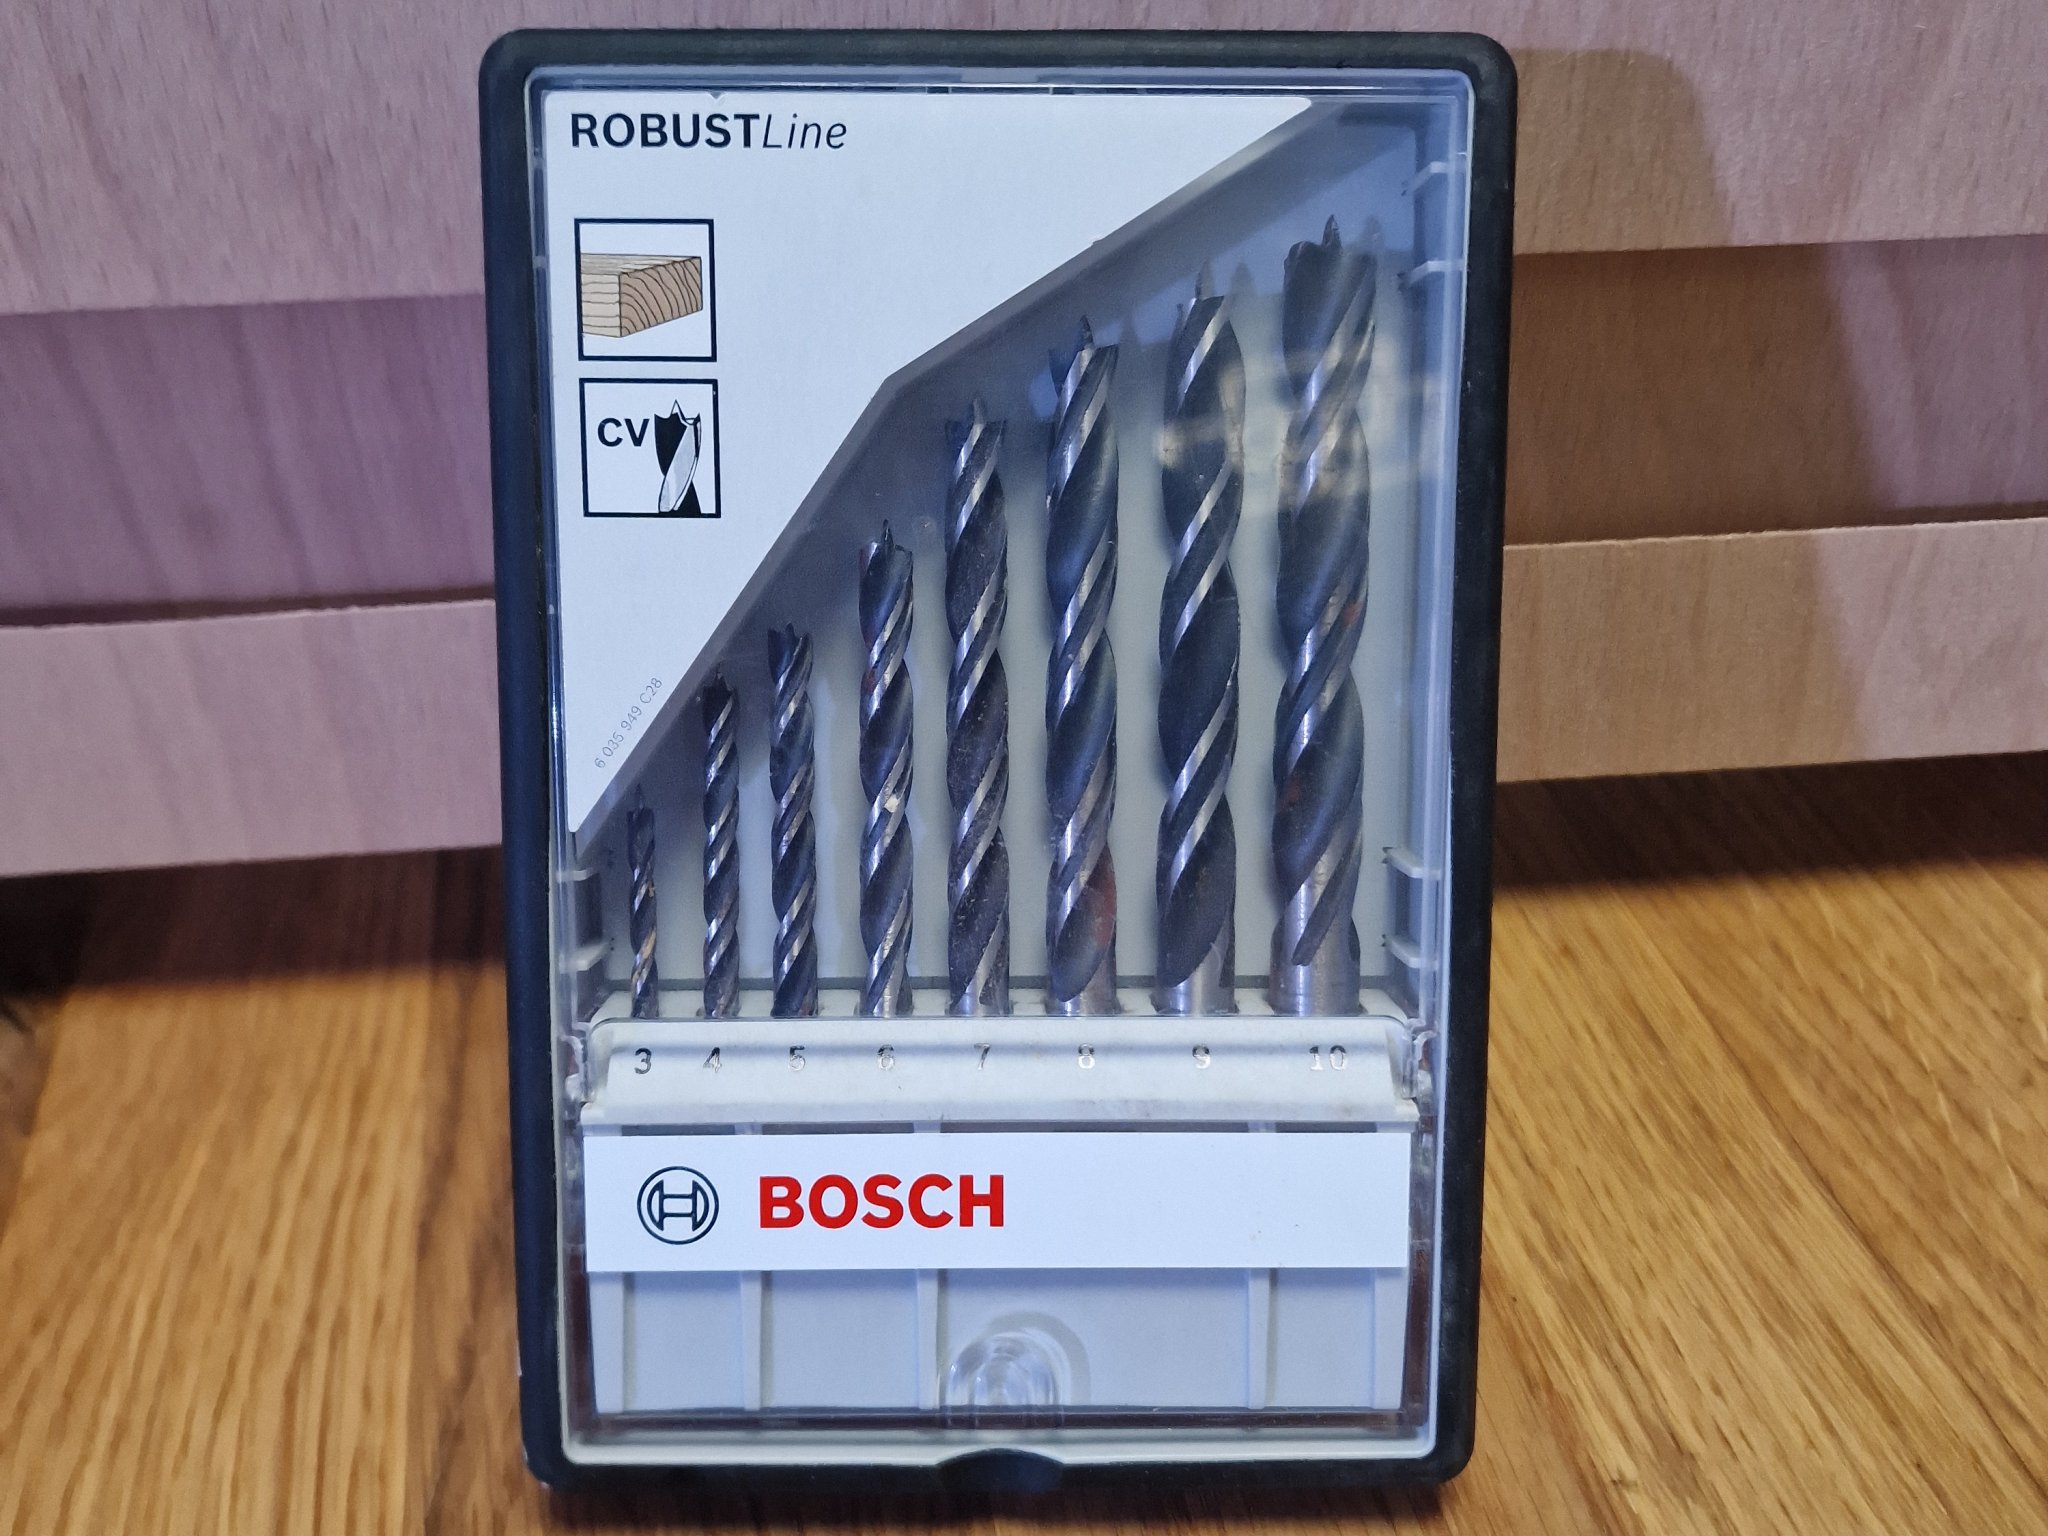 ROBUSTLine
CV
6 035 949 C28
3 4 5 6 7 8 9 10
BOSCH